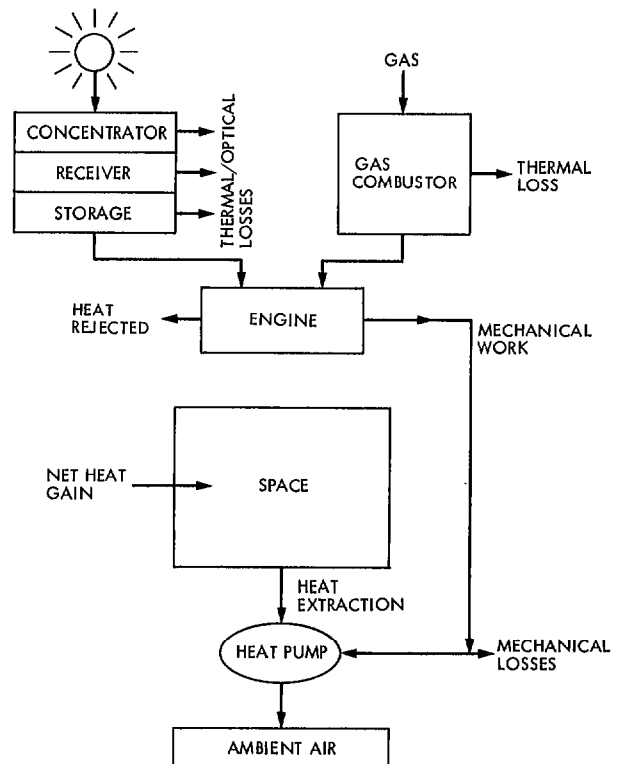 GAS
CONCENTRATOR
RECEIVER
STORAGE
THERMAL/OPTICAL
LOSSES
GAS
COMBUSTOR
THERMAL
LOSS
HEAT
REJECTED
ENGINE
MECHANICAL
WORK
NET HEAT
GAIN
SPACE
HEAT
EXTRACTION
HEAT PUMP
MECHANICAL
LOSSES
AMBIENT AIR